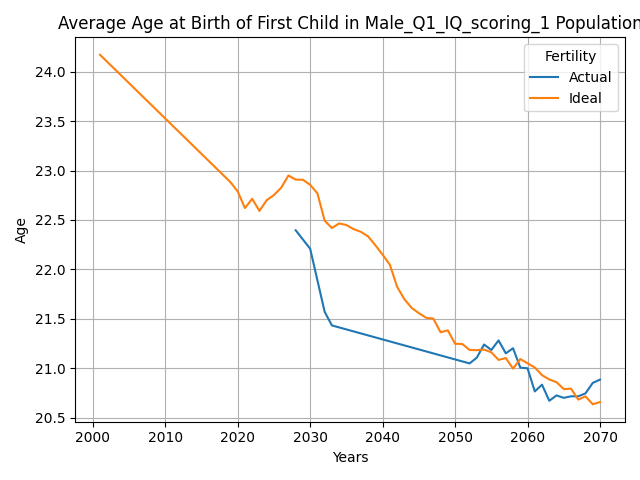 Average Age at Birth of First Child in Male_Q1_IQ_scoring_1 Population
Fertility
Actual
Ideal
24.0
23.5
23.0
22.5
22.0
21.5
21.0
20.5
Age
2000 2010 2020 2030 2040 2050 2060 2070
Years